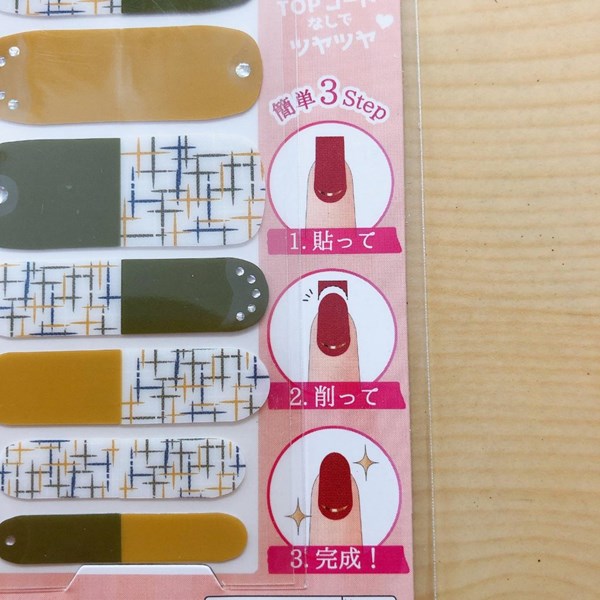 TOPコート
なしで
ツヤツヤ
簡単3Step
1.貼って
2.削って
3.完成！